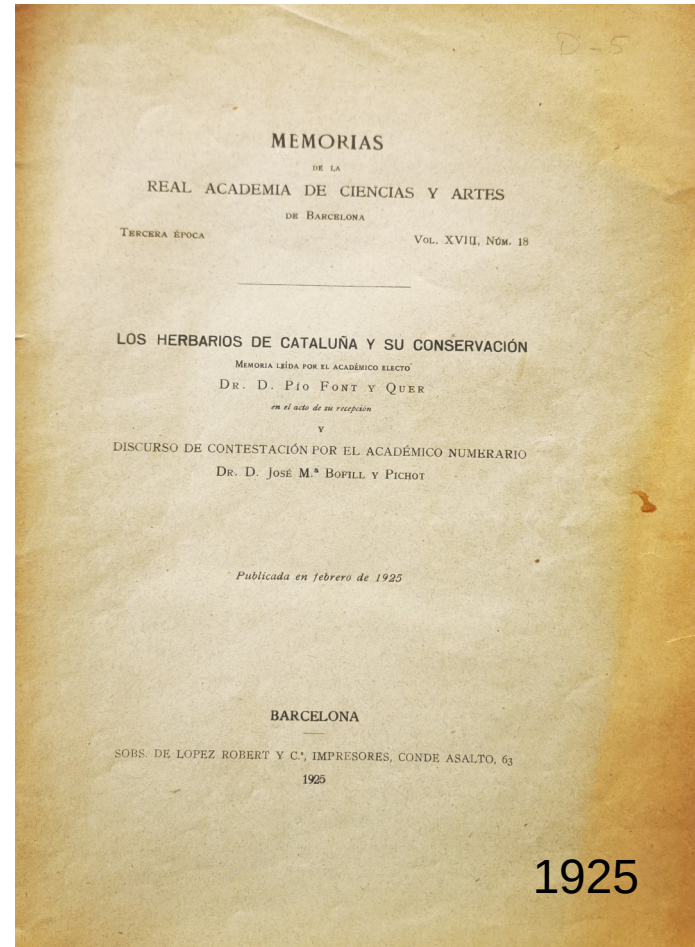 D-5
MEMORIAS
DE LA
REAL ACADEMIA DE CIENCIAS Y ARTES
DE BARCELONA
TERCERA ÉPOCA
VOL. XVIII, NÚM. 18
LOS HERBARIOS DE CATALUÑA Y SU CONSERVACIÓN
MEMORIA LEÍDA POR EL ACADÉMICO ELECTO
DR. D. PÍO FONT Y QUER
en el acto de su recepción
Y
DISCURSO DE CONTESTACIÓN POR EL ACADÉMICO NUMERARIO
DR. D. JOSÉ M.ª BOFILL Y PICHOT
Publicada en febrero de 1925
BARCELONA
SOBS. DE LOPEZ ROBERT Y C.ª, IMPRESORES, CONDE ASALTO, 63
1925
1925